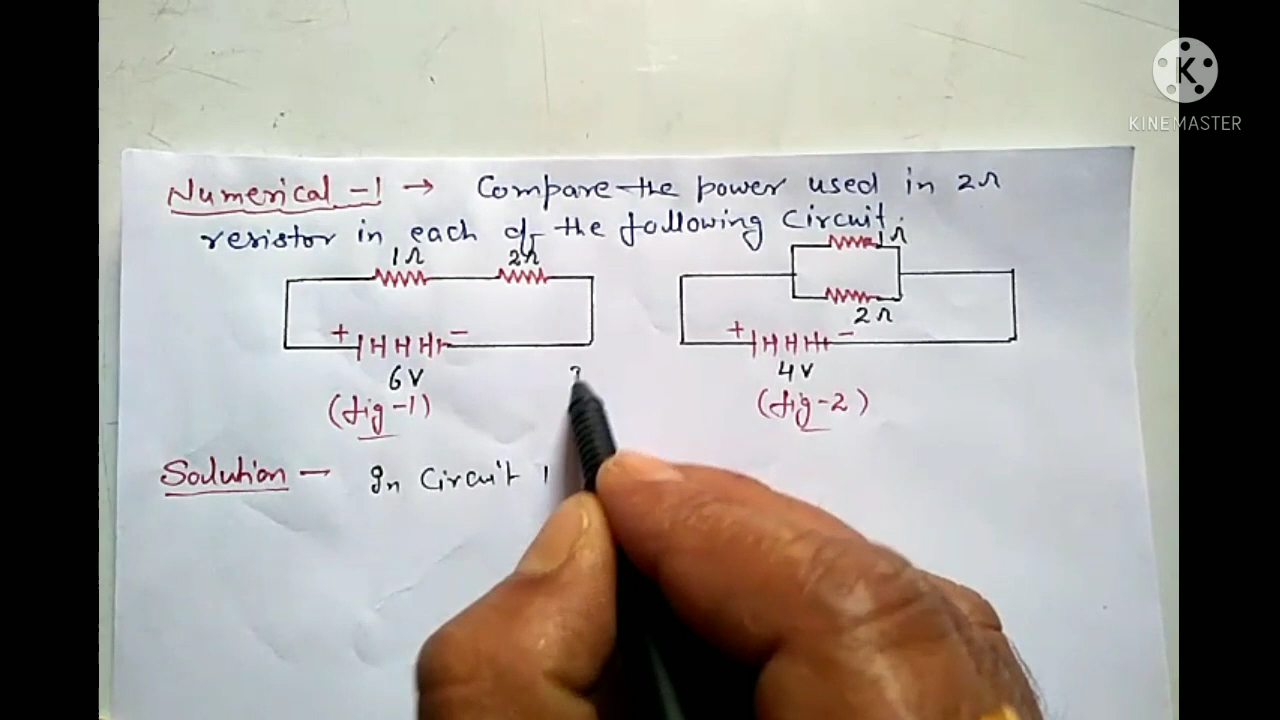 Numerical-1 → Compare the power used in 2Ω
resistor in each of the following Circuit.
1Ω 2Ω
1Ω
2Ω
+ -
+ -
6V
4V
(fig-1)
(fig-2)
Solution - In Circuit 1
K
KINEMASTER